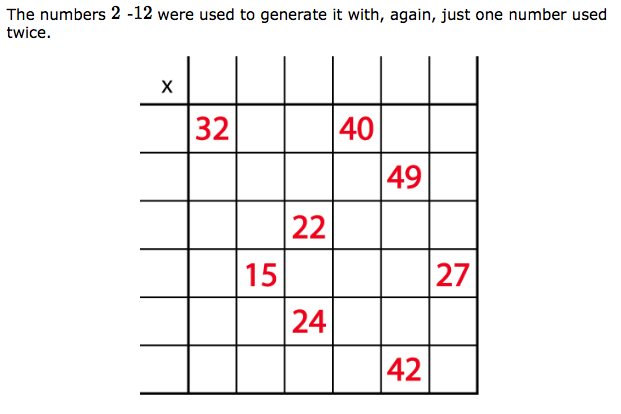 The numbers 2 -12 were used to generate it with, again, just one number used
twice.
X
32 40
49
22
15 27
24
42